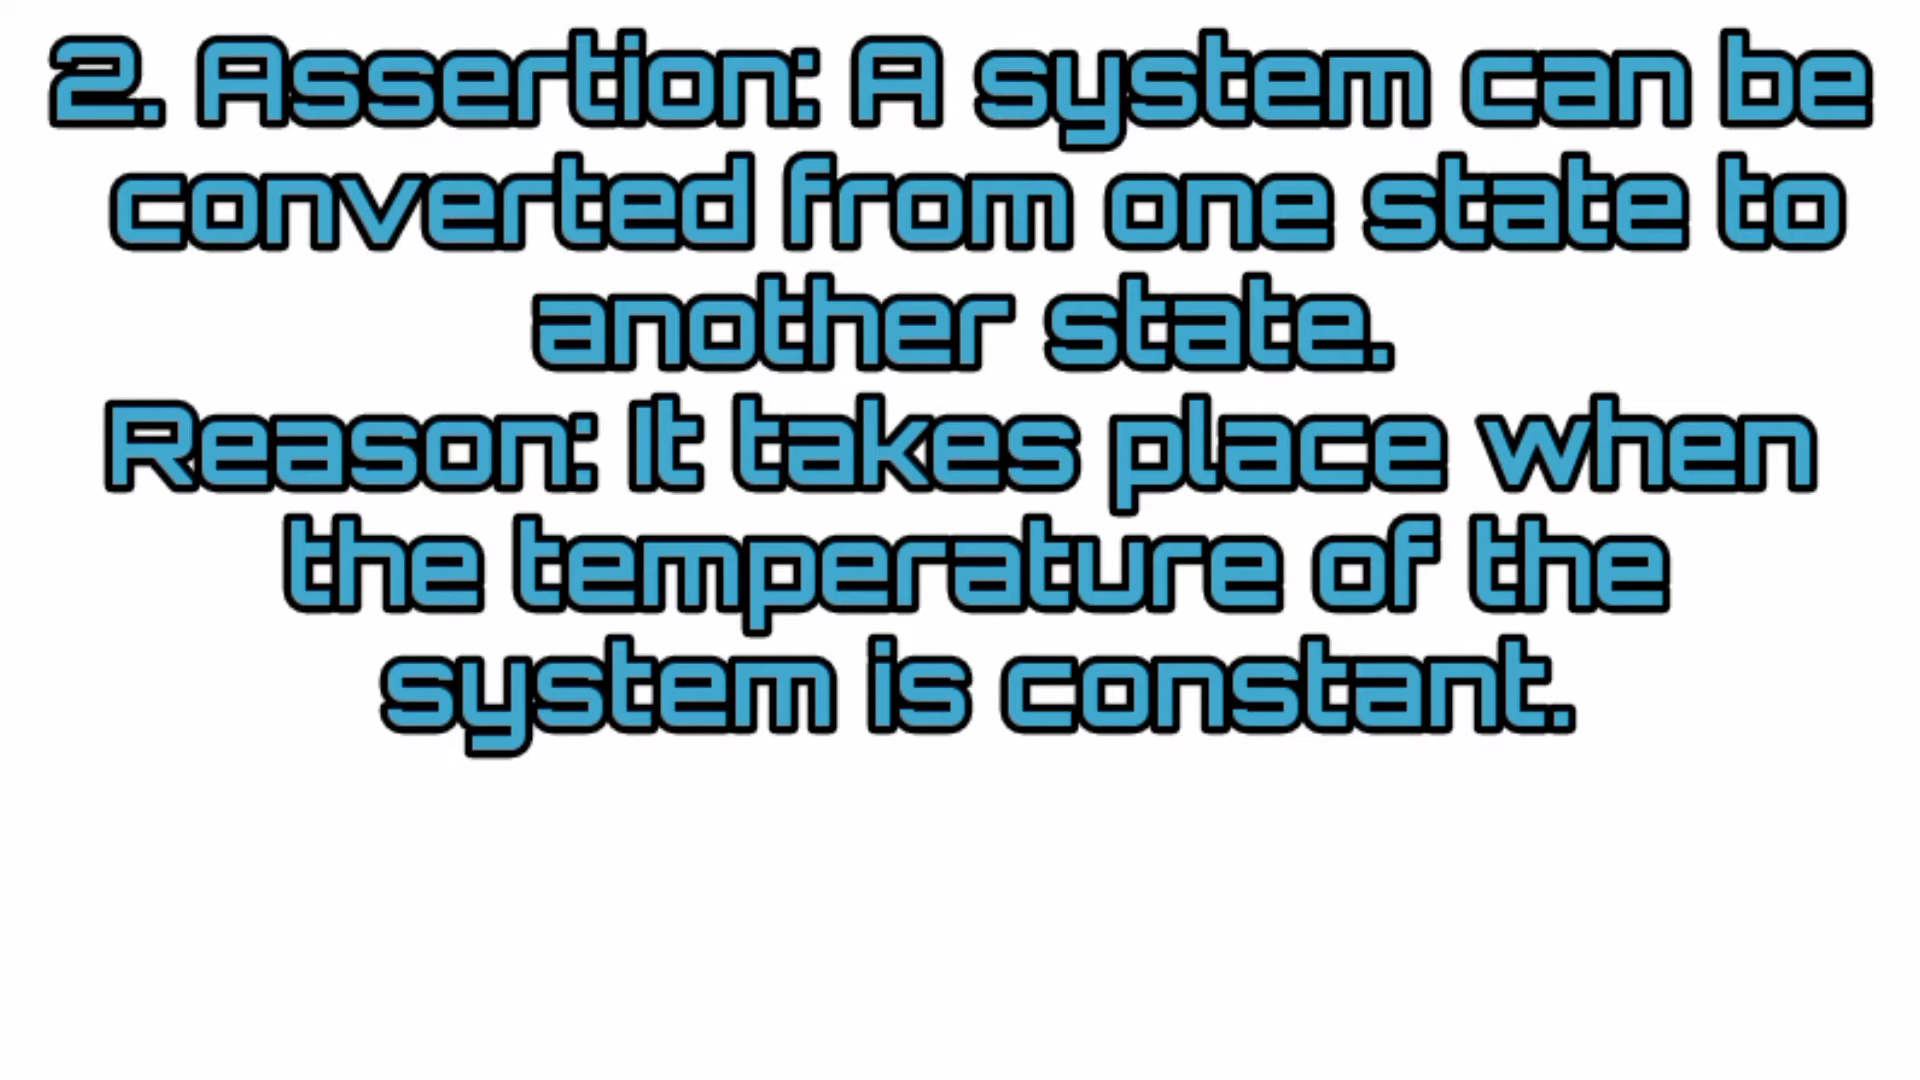 2. Assertion: A system can be
converted from one state to
another state.
Reason: It takes place when
the temperature of the
system is constant.